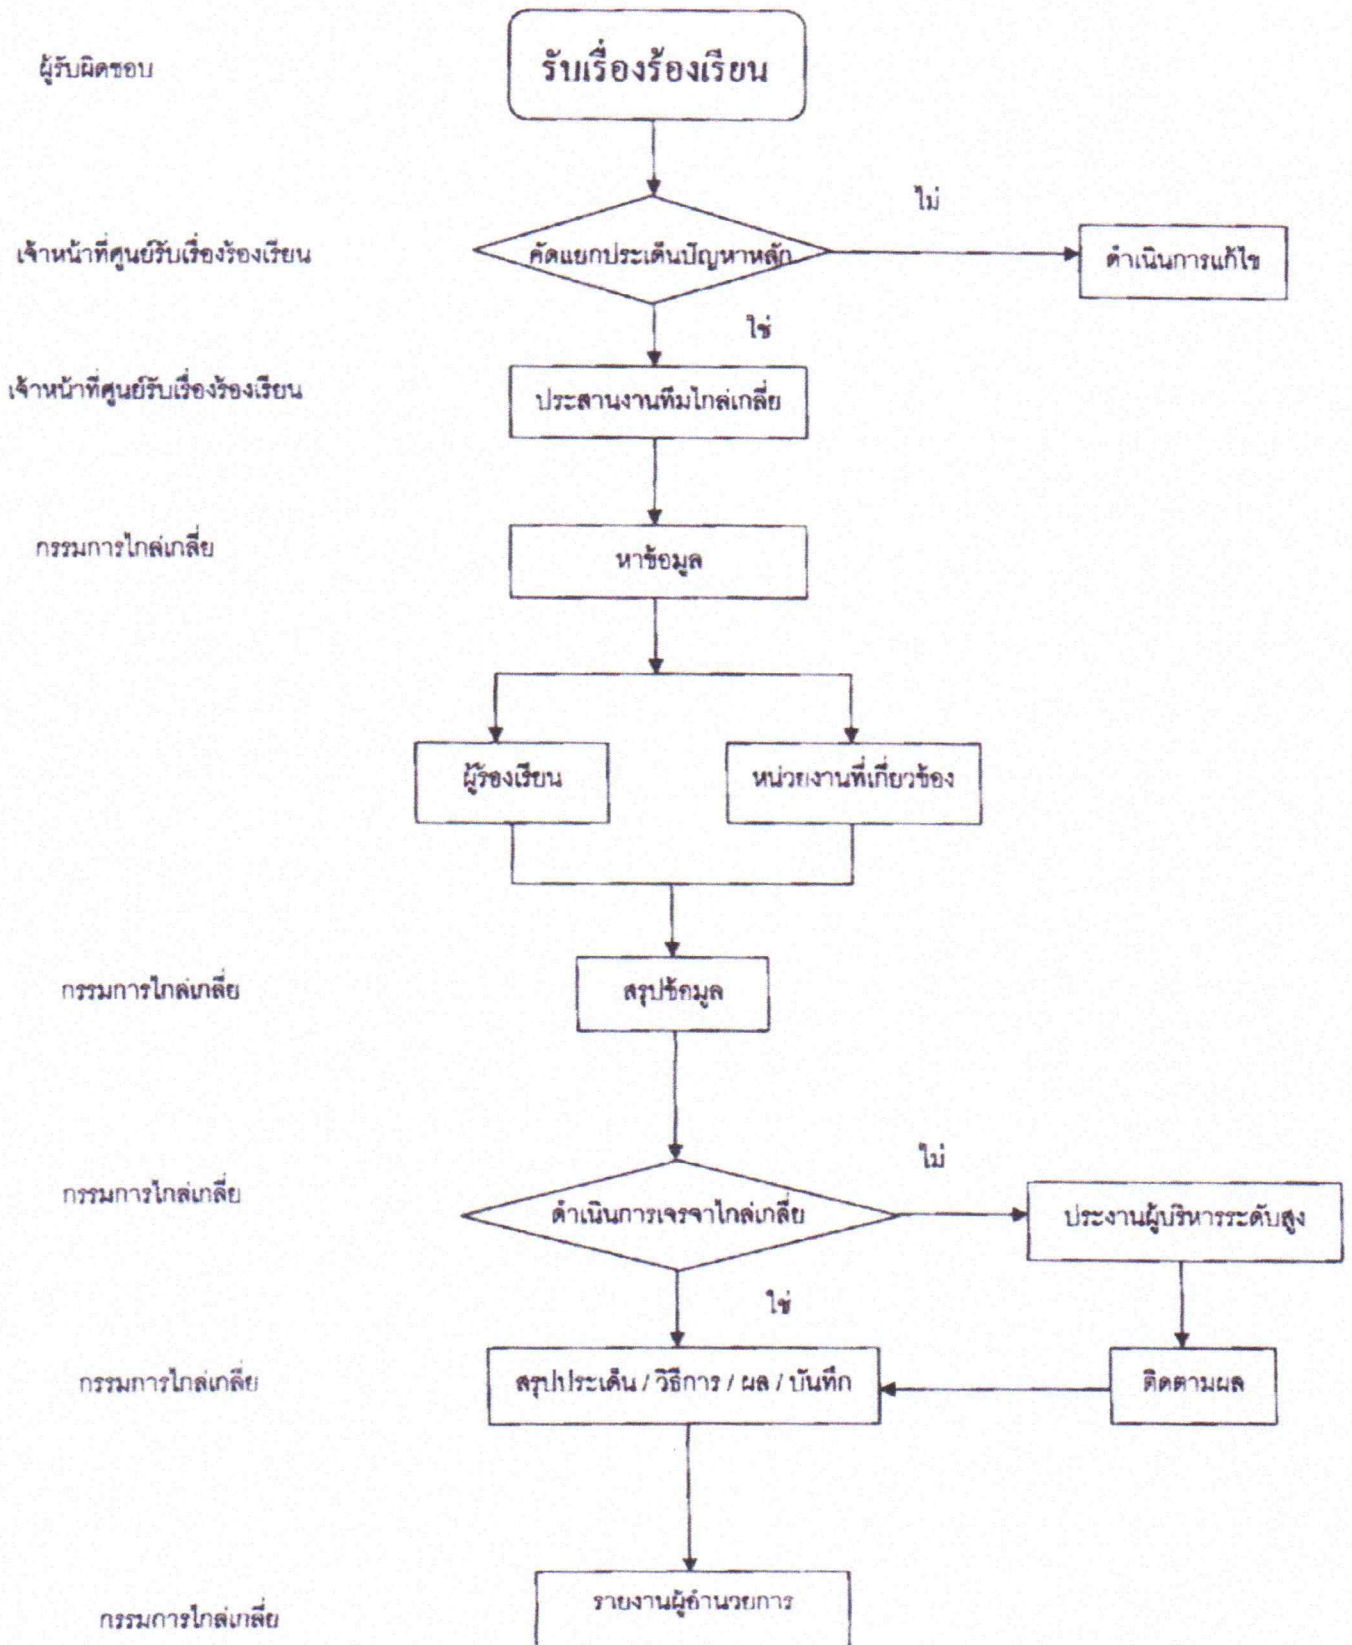 ผู้รับผิดชอบ
รับเรื่องร้องเรียน
ไม่
เจ้าหน้าที่ศูนย์รับเรื่องร้องเรียน
คัดแยกประเด็นปัญหาหลัก
ดำเนินการแก้ไข
ใช่
เจ้าหน้าที่ศูนย์รับเรื่องร้องเรียน
ประสานงานทีมไกล่เกลี่ย
กรรมการไกล่เกลี่ย
หาข้อมูล
ผู้ร้องเรียน
หน่วยงานที่เกี่ยวข้อง
กรรมการไกล่เกลี่ย
สรุปข้อมูล
ไม่
กรรมการไกล่เกลี่ย
ดำเนินการเจรจาไกล่เกลี่ย
ประงานผู้บริหารระดับสูง
ใช่
กรรมการไกล่เกลี่ย
สรุปประเด็น / วิธีการ / ผล / บันทึก
ติดตามผล
กรรมการไกล่เกลี่ย
รายงานผู้อำนวยการ